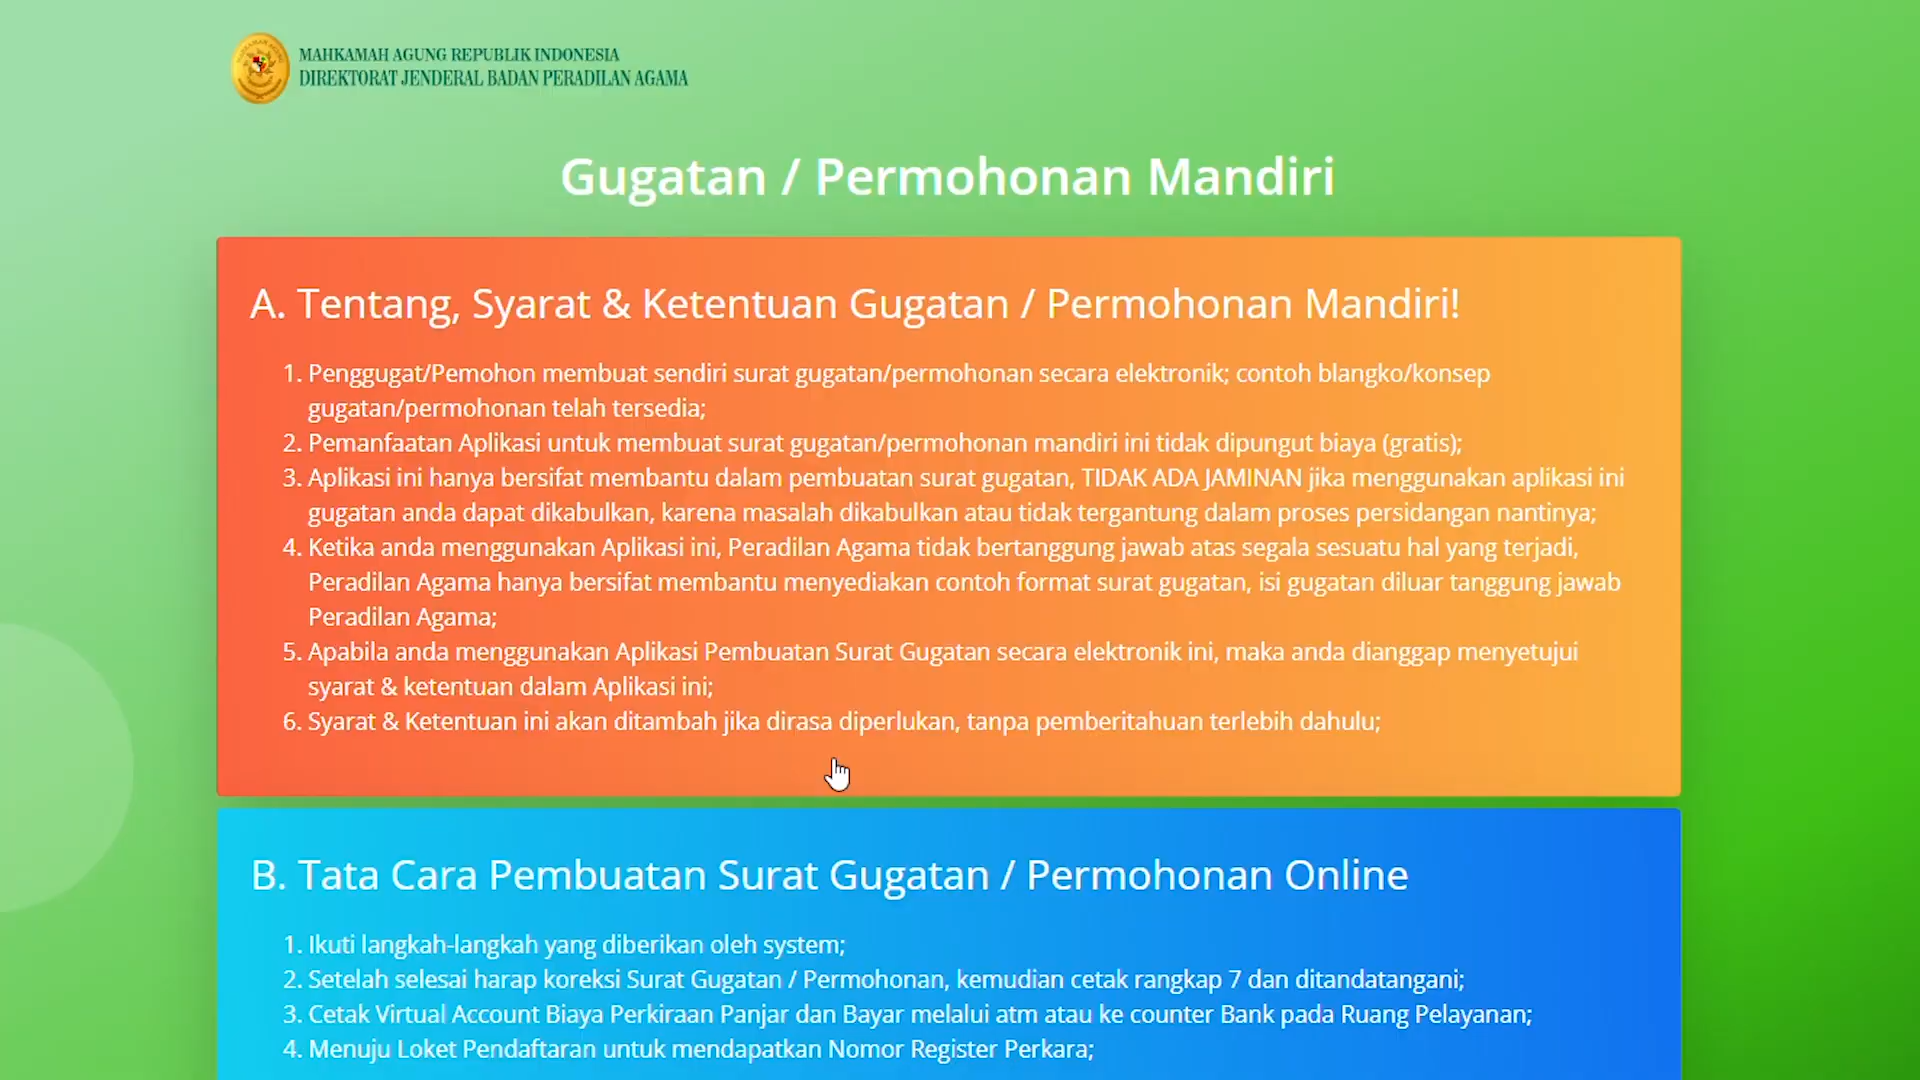 MAHKAMAH AGUNG REPUBLIK INDONESIA
DIREKTORAT JENDERAL BADAN PERADILAN AGAMA
Gugatan / Permohonan Mandiri
A. Tentang, Syarat & Ketentuan Gugatan / Permohonan Mandiri!
1. Penggugat/Pemohon membuat sendiri surat gugatan/permohonan secara elektronik; contoh blangko/konsep
gugatan/permohonan telah tersedia;
2. Pemanfaatan Aplikasi untuk membuat surat gugatan/permohonan mandiri ini tidak dipungut biaya (gratis);
3. Aplikasi ini hanya bersifat membantu dalam pembuatan surat gugatan, TIDAK ADA JAMINAN jika menggunakan aplikasi ini
gugatan anda dapat dikabulkan, karena masalah dikabulkan atau tidak tergantung dalam proses persidangan nantinya;
4. Ketika anda menggunakan Aplikasi ini, Peradilan Agama tidak bertanggung jawab atas segala sesuatu hal yang terjadi,
Peradilan Agama hanya bersifat membantu menyediakan contoh format surat gugatan, isi gugatan diluar tanggung jawab
Peradilan Agama;
5. Apabila anda menggunakan Aplikasi Pembuatan Surat Gugatan secara elektronik ini, maka anda dianggap menyetujui
syarat & ketentuan dalam Aplikasi ini;
6. Syarat & Ketentuan ini akan ditambah jika dirasa diperlukan, tanpa pemberitahuan terlebih dahulu;
B. Tata Cara Pembuatan Surat Gugatan / Permohonan Online
1. Ikuti langkah-langkah yang diberikan oleh system;
2. Setelah selesai harap koreksi Surat Gugatan / Permohonan, kemudian cetak rangkap 7 dan ditandatangani;
3. Cetak Virtual Account Biaya Perkiraan Panjar dan Bayar melalui atm atau ke counter Bank pada Ruang Pelayanan;
4. Menuju Loket Pendaftaran untuk mendapatkan Nomor Register Perkara;